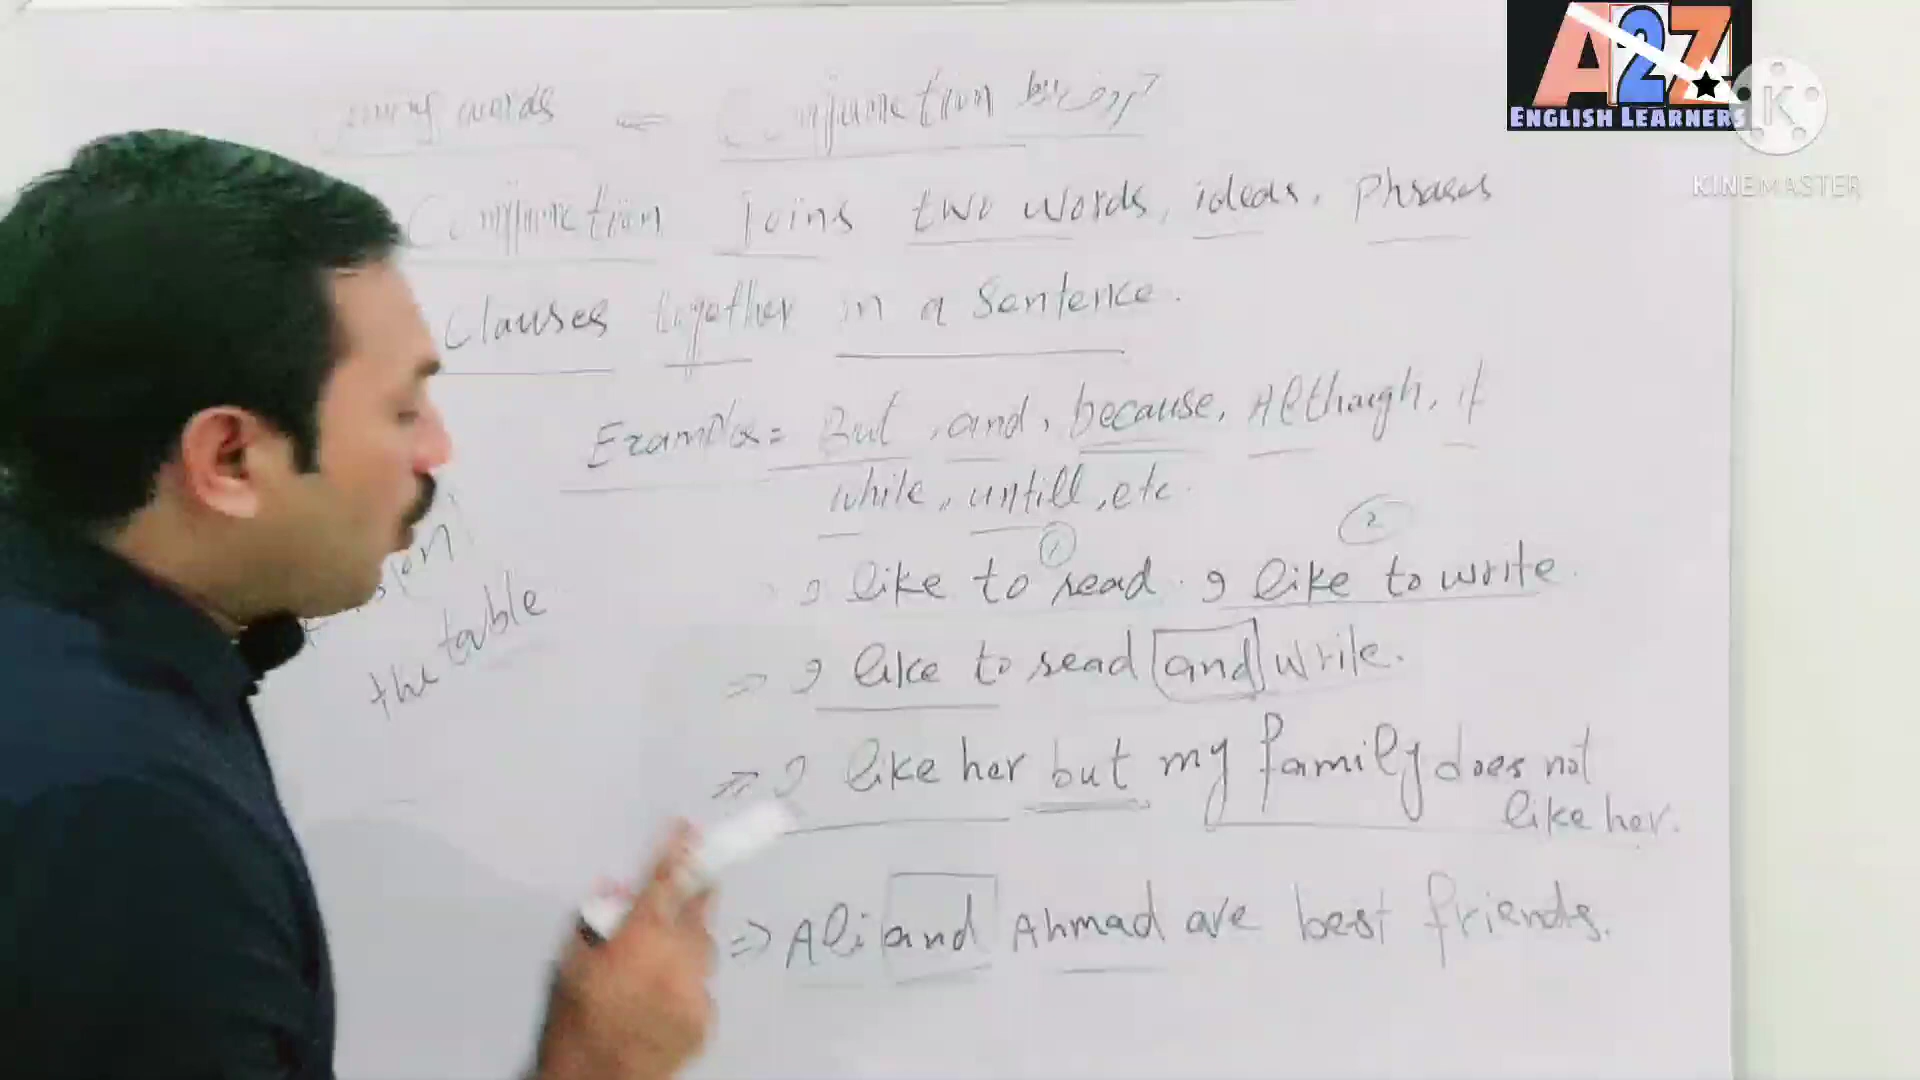 words = Conjunction
Conjunction Joins two words, ideas, Phrases
Clauses together in a Sentence.
Examples = But, and, because, Although, if
while, untill, etc.
1 2
I like to read. I like to write.
⇒ I like to read and write.
⇒ I like her but my family does not
like her.
⇒ Ali and Ahmad are best friends.
the table
A2Z
ENGLISH LEARNERS
K
KINEMASTER